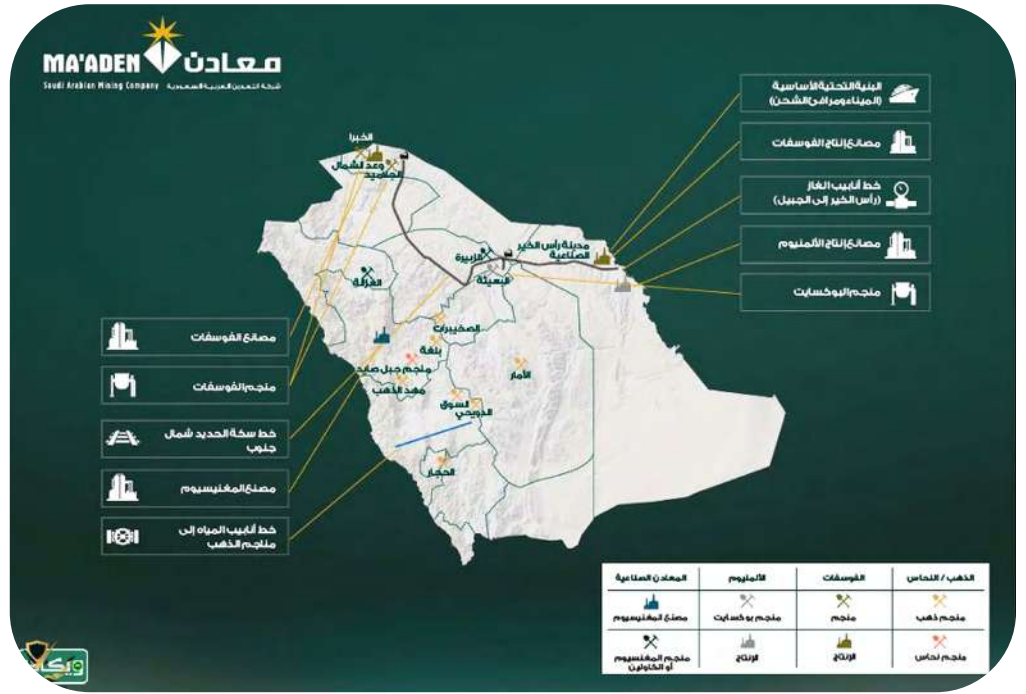 MA'ADEN معادن
Saudi Arabian Mining Company شركة التعدين العربية السعودية
البنية التحتية الأساسية
(الميناء ومرافئ الشحن)
مصانع إنتاج الفوسفات
خط أنابيب الغاز
(رأس الخير إلى الجبيل)
مصانع إنتاج الألمنيوم
منجم البوكسايت
الخبرا
وعد الشمال
الجلاميد
مدينة رأس الخير
الصناعية
الزبيرة
البعيثة
الغزالة
الصخيبرات
بلغة
منجم جبل صايد
مهد الذهب
الأمار
السوق
الدويحي
الحجار
مصانع الفوسفات
منجم الفوسفات
خط سكة الحديد شمال
جنوب
مصنع المغنيسيوم
خط أنابيب المياه إلى
مناجم الذهب
الذهب / النحاس الفوسفات الألمنيوم المعادن الصناعية
منجم ذهب منجم منجم بوكسايت مصنع المغنيسيوم
منجم نحاس الإنتاج الإنتاج منجم المغنسيوم
أو الكاولين